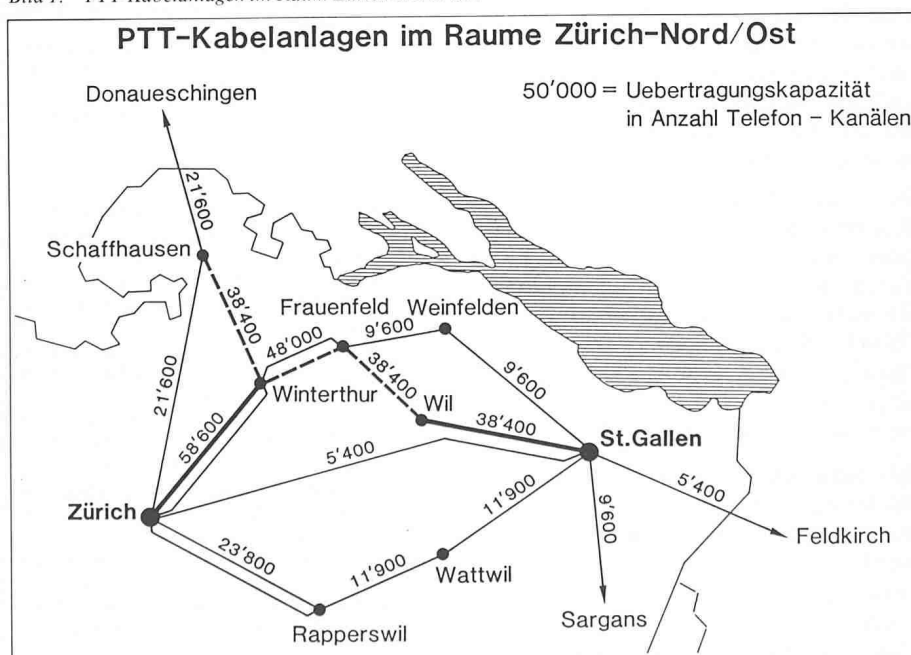 PTT-Kabelanlagen im Raume Zürich-Nord/Ost
Donaueschingen
50'000 = Uebertragungskapazität
in Anzahl Telefon - Kanälen
21'600
Schaffhausen
38'400
Frauenfeld
Weinfelden
48'000
9'600
21'600
Winterthur
38'400
9'600
Wil
58'600
38'400
St.Gallen
5'400
5'400
Zürich
11'900
9'600
Feldkirch
23'800
11'900
Wattwil
Rapperswil
Sargans